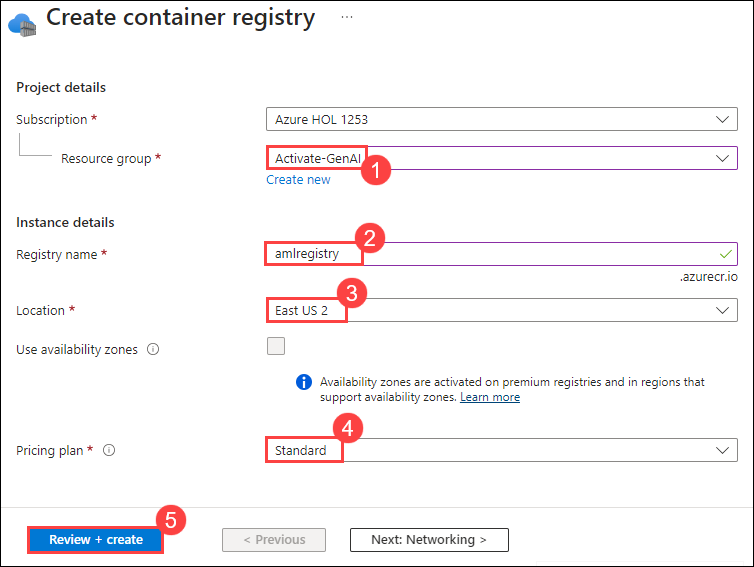 Create container registry ...
Project details
Subscription *
Azure HOL 1253
Resource group *
Activate-GenAI
1
Create new
Instance details
2
Registry name *
amlregistry
.azurecr.io
3
Location *
East US 2
Use availability zones
Availability zones are activated on premium registries and in regions that
support availability zones. Learn more
4
Pricing plan *
Standard
5
Review + create
< Previous
Next: Networking >